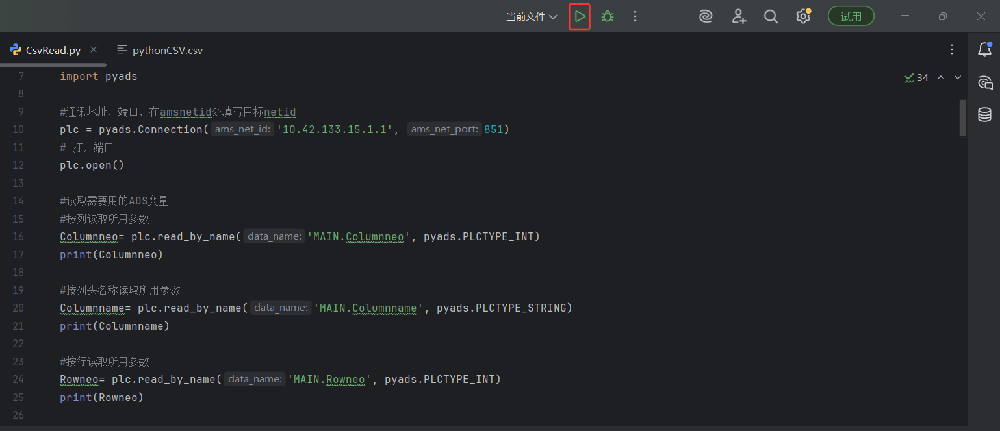 当前文件
试用
CsvRead.py
pythonCSV.csv
34
7 import pyads
8
9 #通讯地址，端口，在amsnetid处填写目标netid
10 plc = pyads.Connection( ams_net_id: '10.42.133.15.1.1', ams_net_port: 851)
11 # 打开端口
12 plc.open()
13
14 #读取需要用的ADS变量
15 #按列读取所用参数
16 Columnneo= plc.read_by_name( data_name: 'MAIN.Columnneo', pyads.PLCTYPE_INT)
17 print(Columnneo)
18
19 #按列头名称读取所用参数
20 Columnname= plc.read_by_name( data_name: 'MAIN.Columnname', pyads.PLCTYPE_STRING)
21 print(Columnname)
22
23 #按行读取所用参数
24 Rowneo= plc.read_by_name( data_name: 'MAIN.Rowneo', pyads.PLCTYPE_INT)
25 print(Rowneo)
26